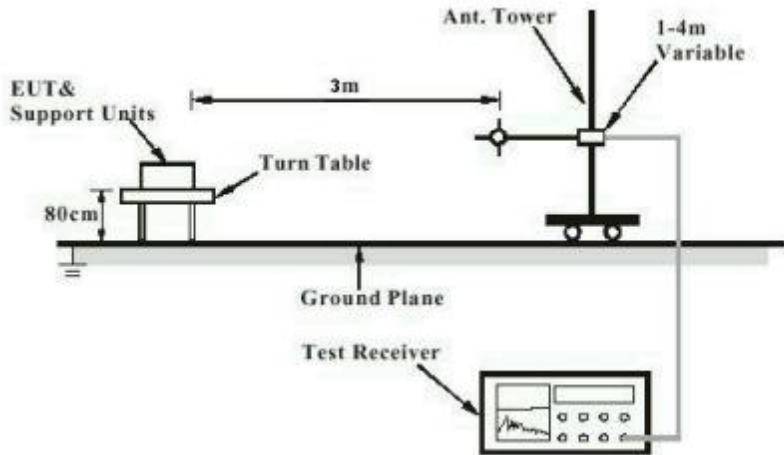 Ant. Tower
1-4m
Variable
3m
EUT&
Support Units
Turn Table
80cm
Ground Plane
Test Receiver